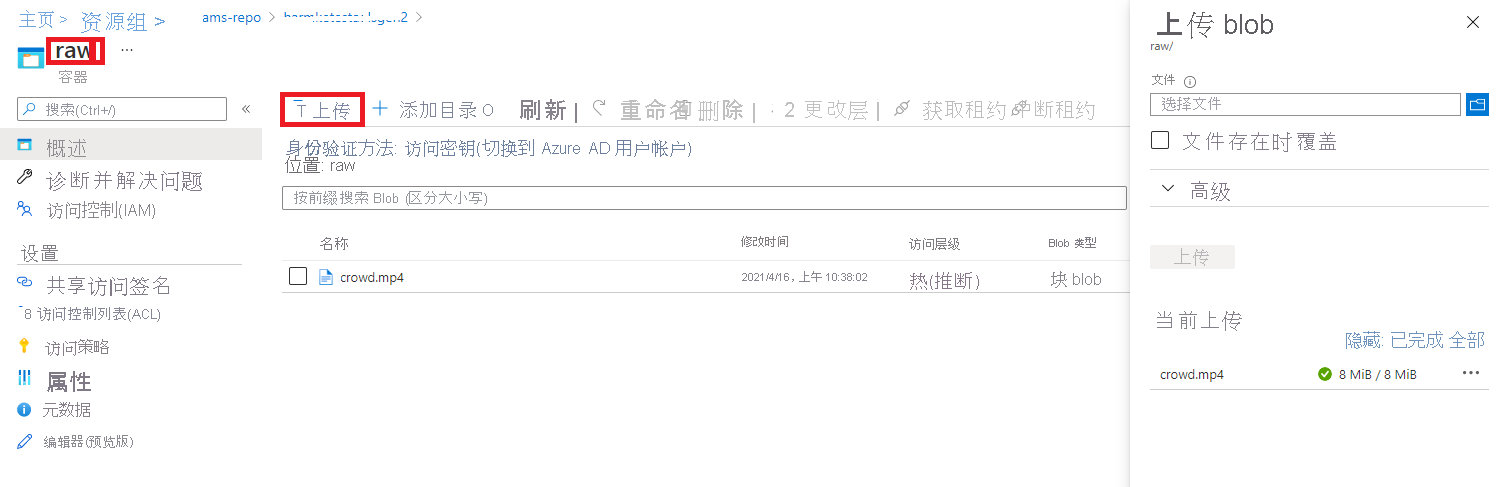 主页 > 资源组 > ams-repo >
raw ···
容器
搜索(Ctrl+/) «
概述
诊断并解决问题
访问控制(IAM)
设置
共享访问签名
8 访问控制列表(ACL)
访问策略
属性
元数据
编辑器(预览版)
上传 + 添加目录 O 刷新 | 重命名 删除 | · 2 更改层 | 获取租约 中断租约
身份验证方法: 访问密钥(切换到 Azure AD 用户帐户)
位置: raw
按前缀搜索 Blob (区分大小写)
名称 修改时间 访问层级 Blob 类型
crowd.mp4 2021/4/16，上午 10:38:02 热(推断) 块 blob
上传 blob
raw/
文件
选择文件
文件存在时覆盖
高级
上传
当前上传
隐藏: 已完成 全部
crowd.mp4 8 MiB / 8 MiB ···